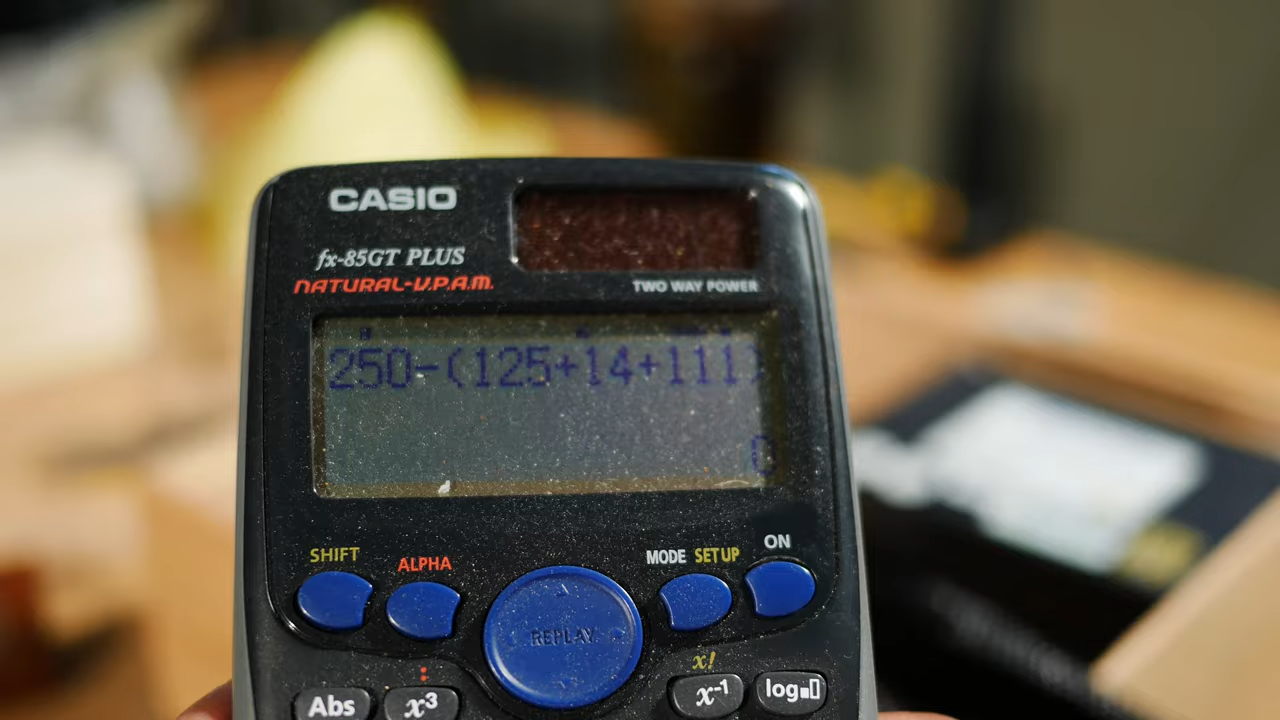 CASIO
fx-85GT PLUS
NATURAL-V.P.A.M.
TWO WAY POWER
250-(125+14+111)
0
SHIFT
ALPHA
MODE SETUP
ON
REPLAY
x!
Abs
x³
x⁻¹
log▪▯